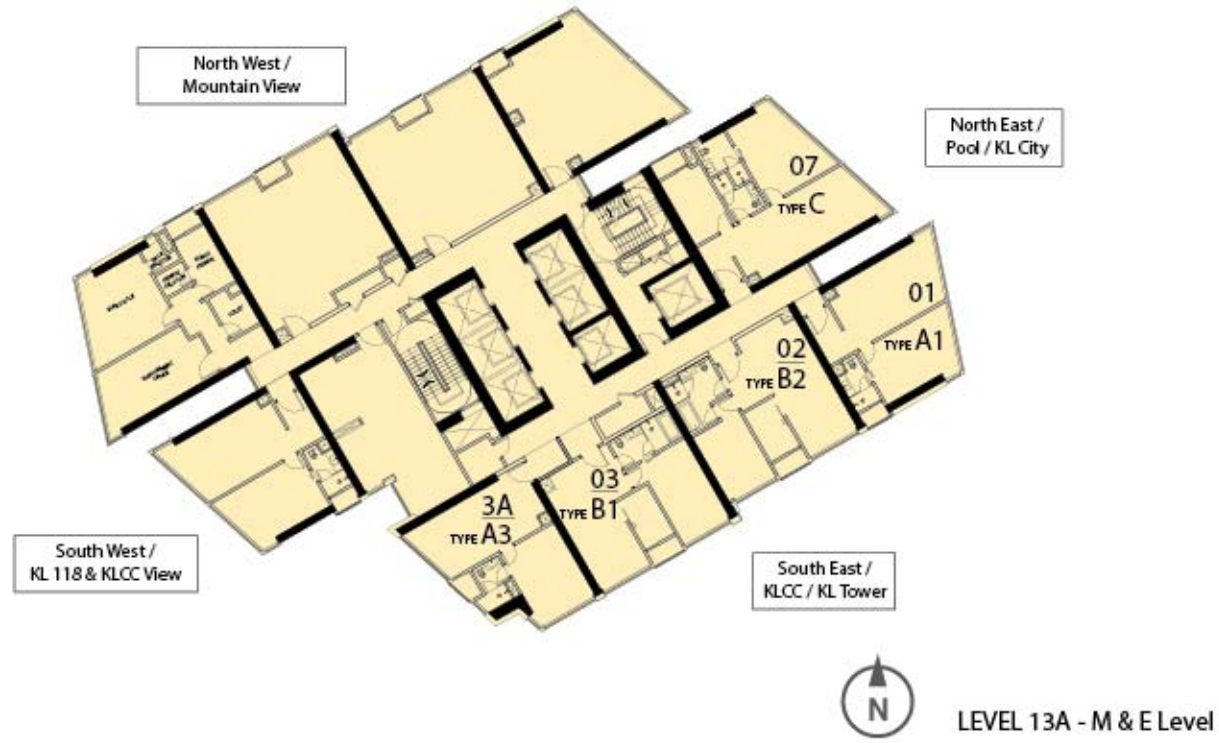 North West /
Mountain View
North East /
Pool / KL City
07
TYPE C
01
TYPE A1
02
TYPE B2
03
TYPE B1
3A
TYPE A3
South West /
KL 118 & KLCC View
South East /
KLCC / KL Tower
N
LEVEL 13A - M & E Level